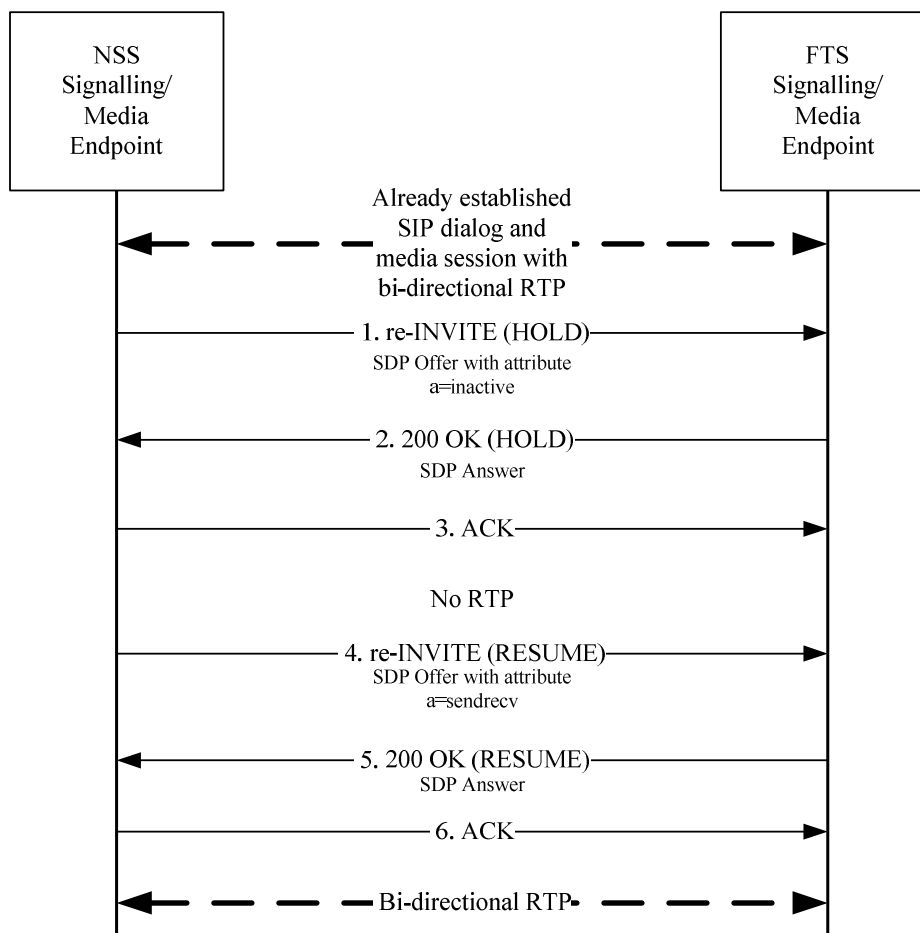 NSS
Signalling/
Media
Endpoint
FTS
Signalling/
Media
Endpoint
Already established
SIP dialog and
media session with
bi-directional RTP
1. re-INVITE (HOLD)
SDP Offer with attribute
a=inactive
2. 200 OK (HOLD)
SDP Answer
3. ACK
No RTP
4. re-INVITE (RESUME)
SDP Offer with attribute
a=sendrecv
5. 200 OK (RESUME)
SDP Answer
6. ACK
Bi-directional RTP